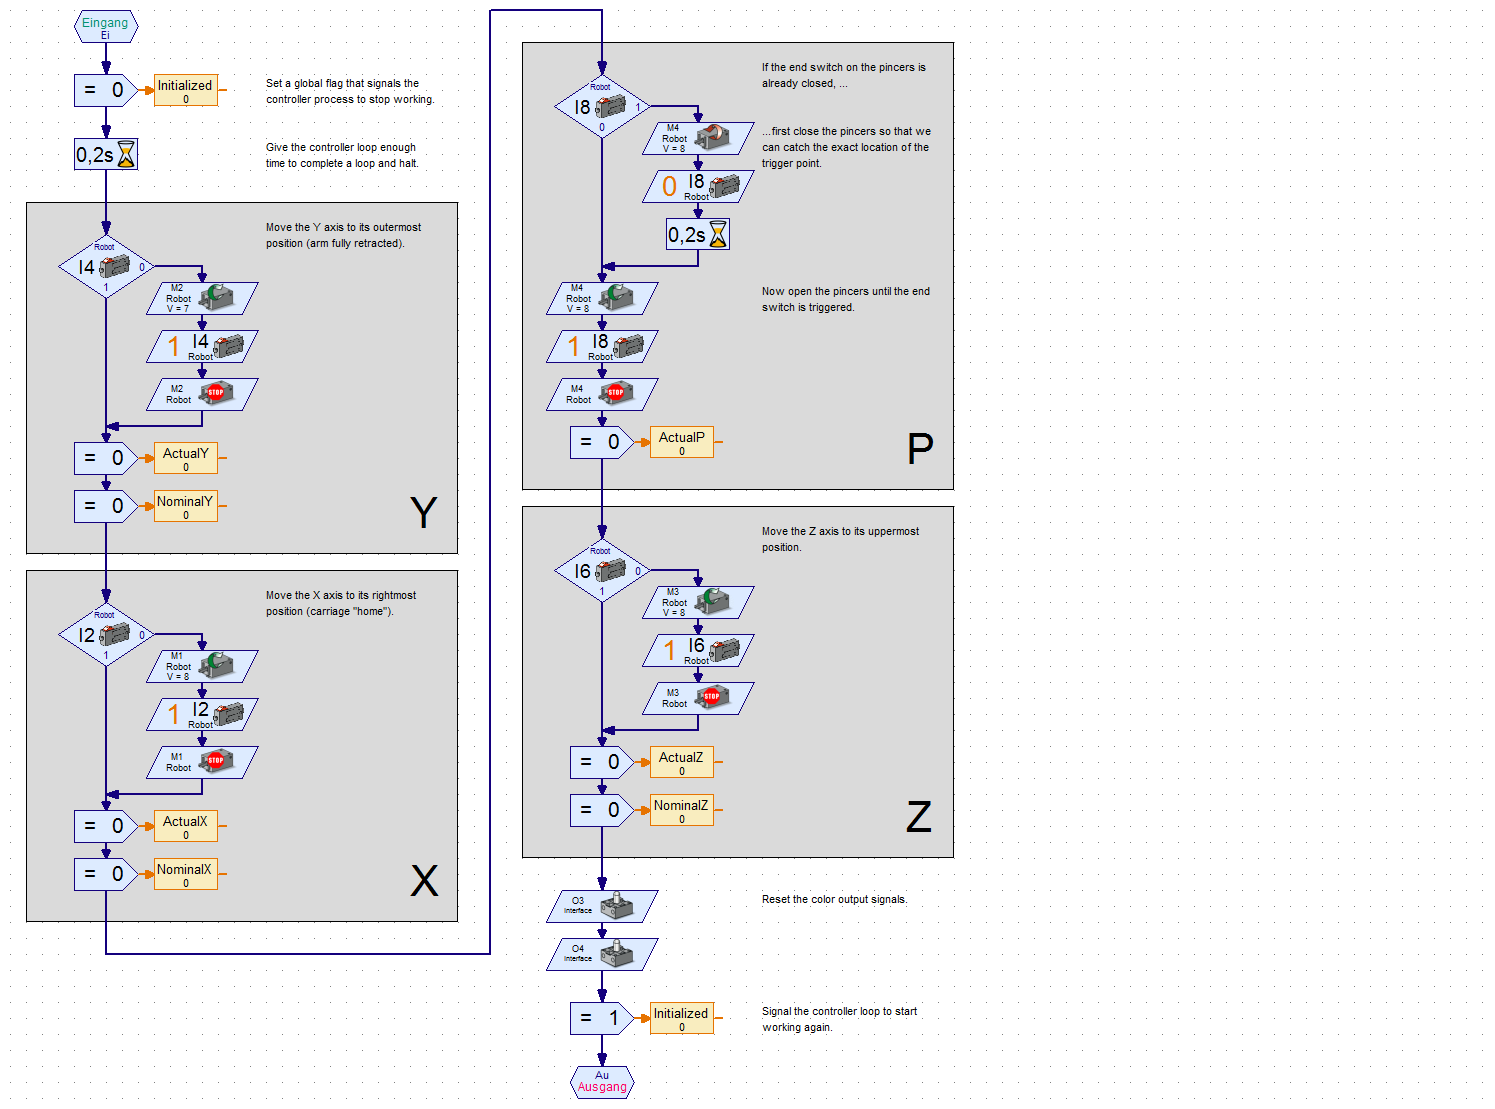 Eingang
Ei
= 0
Initialized
0
Set a global flag that signals the
controller process to stop working.
0,2s
Give the controller loop enough
time to complete a loop and halt.
Move the Y axis to its outermost
position (arm fully retracted).
Robot
I4
0
1
M2
Robot
V = 7
1 I4
Robot
M2
Robot
STOP
= 0
ActualY
0
= 0
NominalY
0
Y
Move the X axis to its rightmost
position (carriage "home").
Robot
I2
0
1
M1
Robot
V = 8
1 I2
Robot
M1
Robot
STOP
= 0
ActualX
0
= 0
NominalX
0
X
If the end switch on the pincers is
already closed, ...
Robot
I8
1
0
M4
Robot
V = 8
...first close the pincers so that we
can catch the exact location of the
trigger point.
0 I8
Robot
0,2s
M4
Robot
V = 8
Now open the pincers until the end
switch is triggered.
1 I8
Robot
M4
Robot
STOP
= 0
ActualP
0
P
Move the Z axis to its uppermost
position.
Robot
I6
0
1
M3
Robot
V = 8
1 I6
Robot
M3
Robot
STOP
= 0
ActualZ
0
= 0
NominalZ
0
Z
O3
Interface
Reset the color output signals.
O4
Interface
= 1
Initialized
0
Signal the controller loop to start
working again.
Au
Ausgang